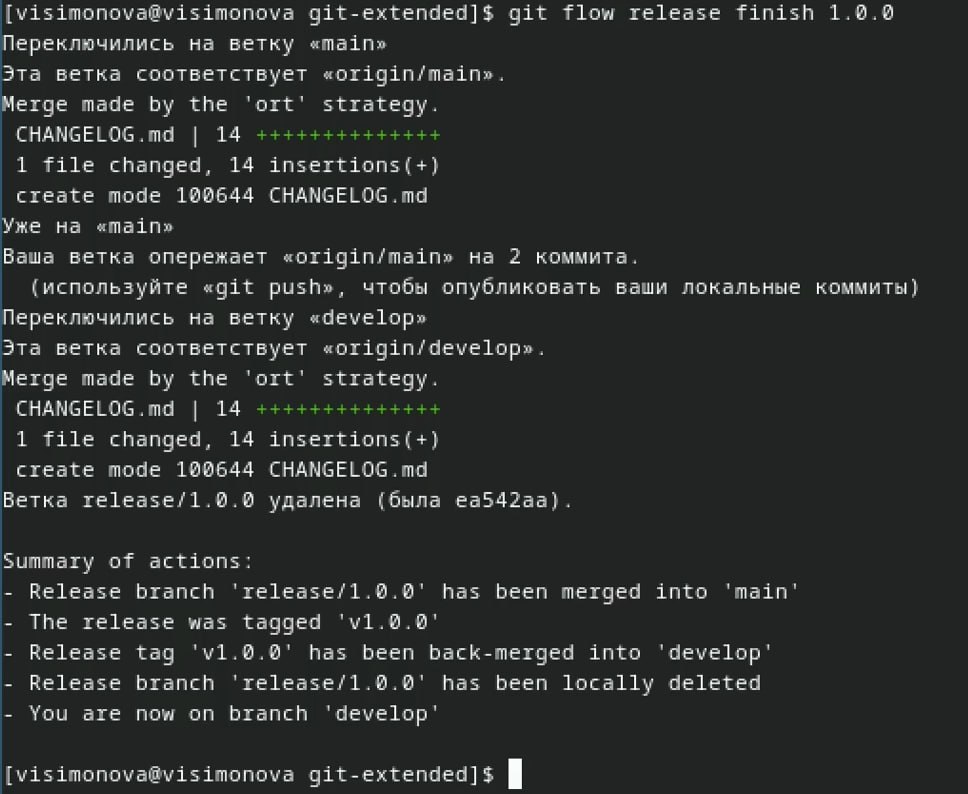 [visimonova@visimonova git-extended]$ git flow release finish 1.0.0
Переключились на ветку «main»
Эта ветка соответствует «origin/main».
Merge made by the 'ort' strategy.
 CHANGELOG.md | 14 ++++++++++++++
 1 file changed, 14 insertions(+)
 create mode 100644 CHANGELOG.md
Уже на «main»
Ваша ветка опережает «origin/main» на 2 коммита.
  (используйте «git push», чтобы опубликовать ваши локальные коммиты)
Переключились на ветку «develop»
Эта ветка соответствует «origin/develop».
Merge made by the 'ort' strategy.
 CHANGELOG.md | 14 ++++++++++++++
 1 file changed, 14 insertions(+)
 create mode 100644 CHANGELOG.md
Ветка release/1.0.0 удалена (была ea542aa).

Summary of actions:
- Release branch 'release/1.0.0' has been merged into 'main'
- The release was tagged 'v1.0.0'
- Release tag 'v1.0.0' has been back-merged into 'develop'
- Release branch 'release/1.0.0' has been locally deleted
- You are now on branch 'develop'

[visimonova@visimonova git-extended]$